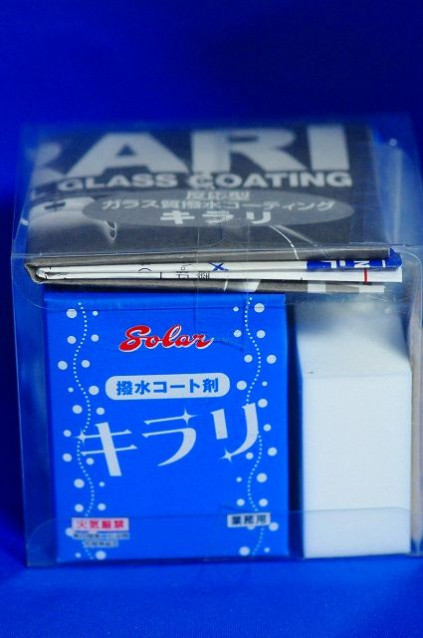 RARI
GLASS COATING
反応型
ガラス質撥水コーティング
キラリ
Solar
撥水コート剤
キラリ
火気厳禁
業務用